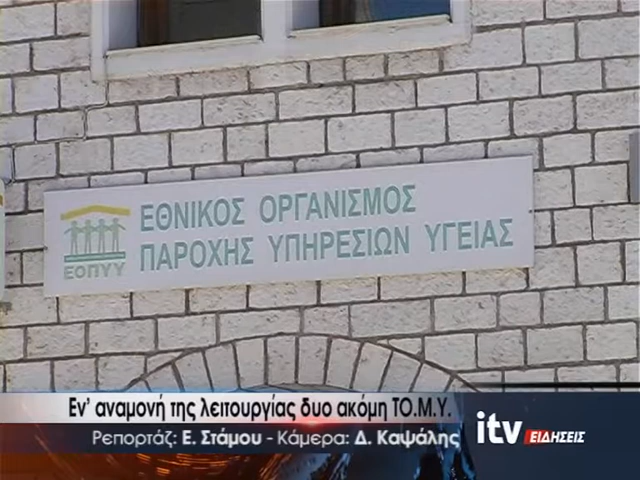 ΕΘΝΙΚΟΣ ΟΡΓΑΝΙΣΜΟΣ
ΠΑΡΟΧΗΣ ΥΠΗΡΕΣΙΩΝ ΥΓΕΙΑΣ
ΕΟΠΥΥ
Εν' αναμονή της λειτουργίας δυο ακόμη ΤΟ.Μ.Υ.
Ρεπορτάζ: Ε. Στάμου - Κάμερα: Δ. Καψάλης
itv ΕΙΔΗΣΕΙΣ